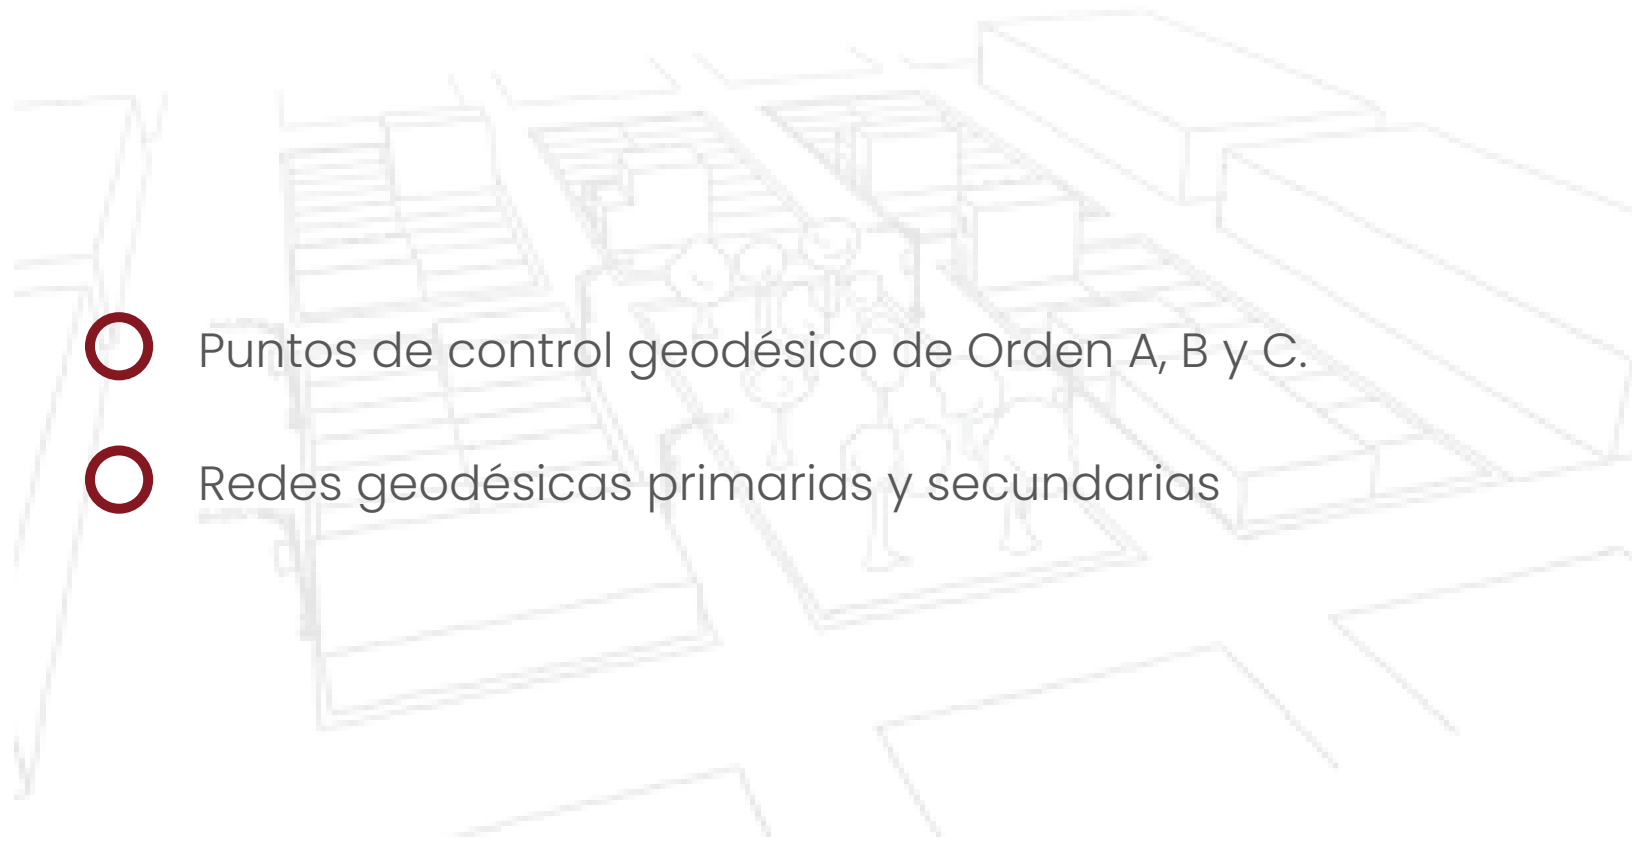 Puntos de control geodésico de Orden A, B y C.
Redes geodésicas primarias y secundarias